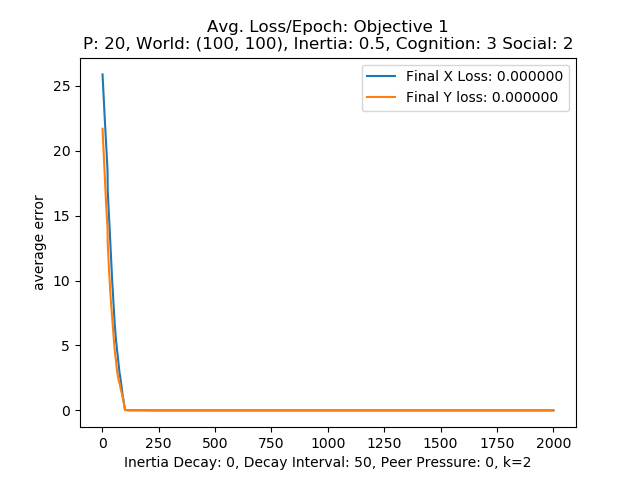 Avg. Loss/Epoch: Objective 1
P: 20, World: (100, 100), Inertia: 0.5, Cognition: 3 Social: 2
Final X Loss: 0.000000
Final Y loss: 0.000000
average error
25
20
15
10
5
0
0 250 500 750 1000 1250 1500 1750 2000
Inertia Decay: 0, Decay Interval: 50, Peer Pressure: 0, k=2